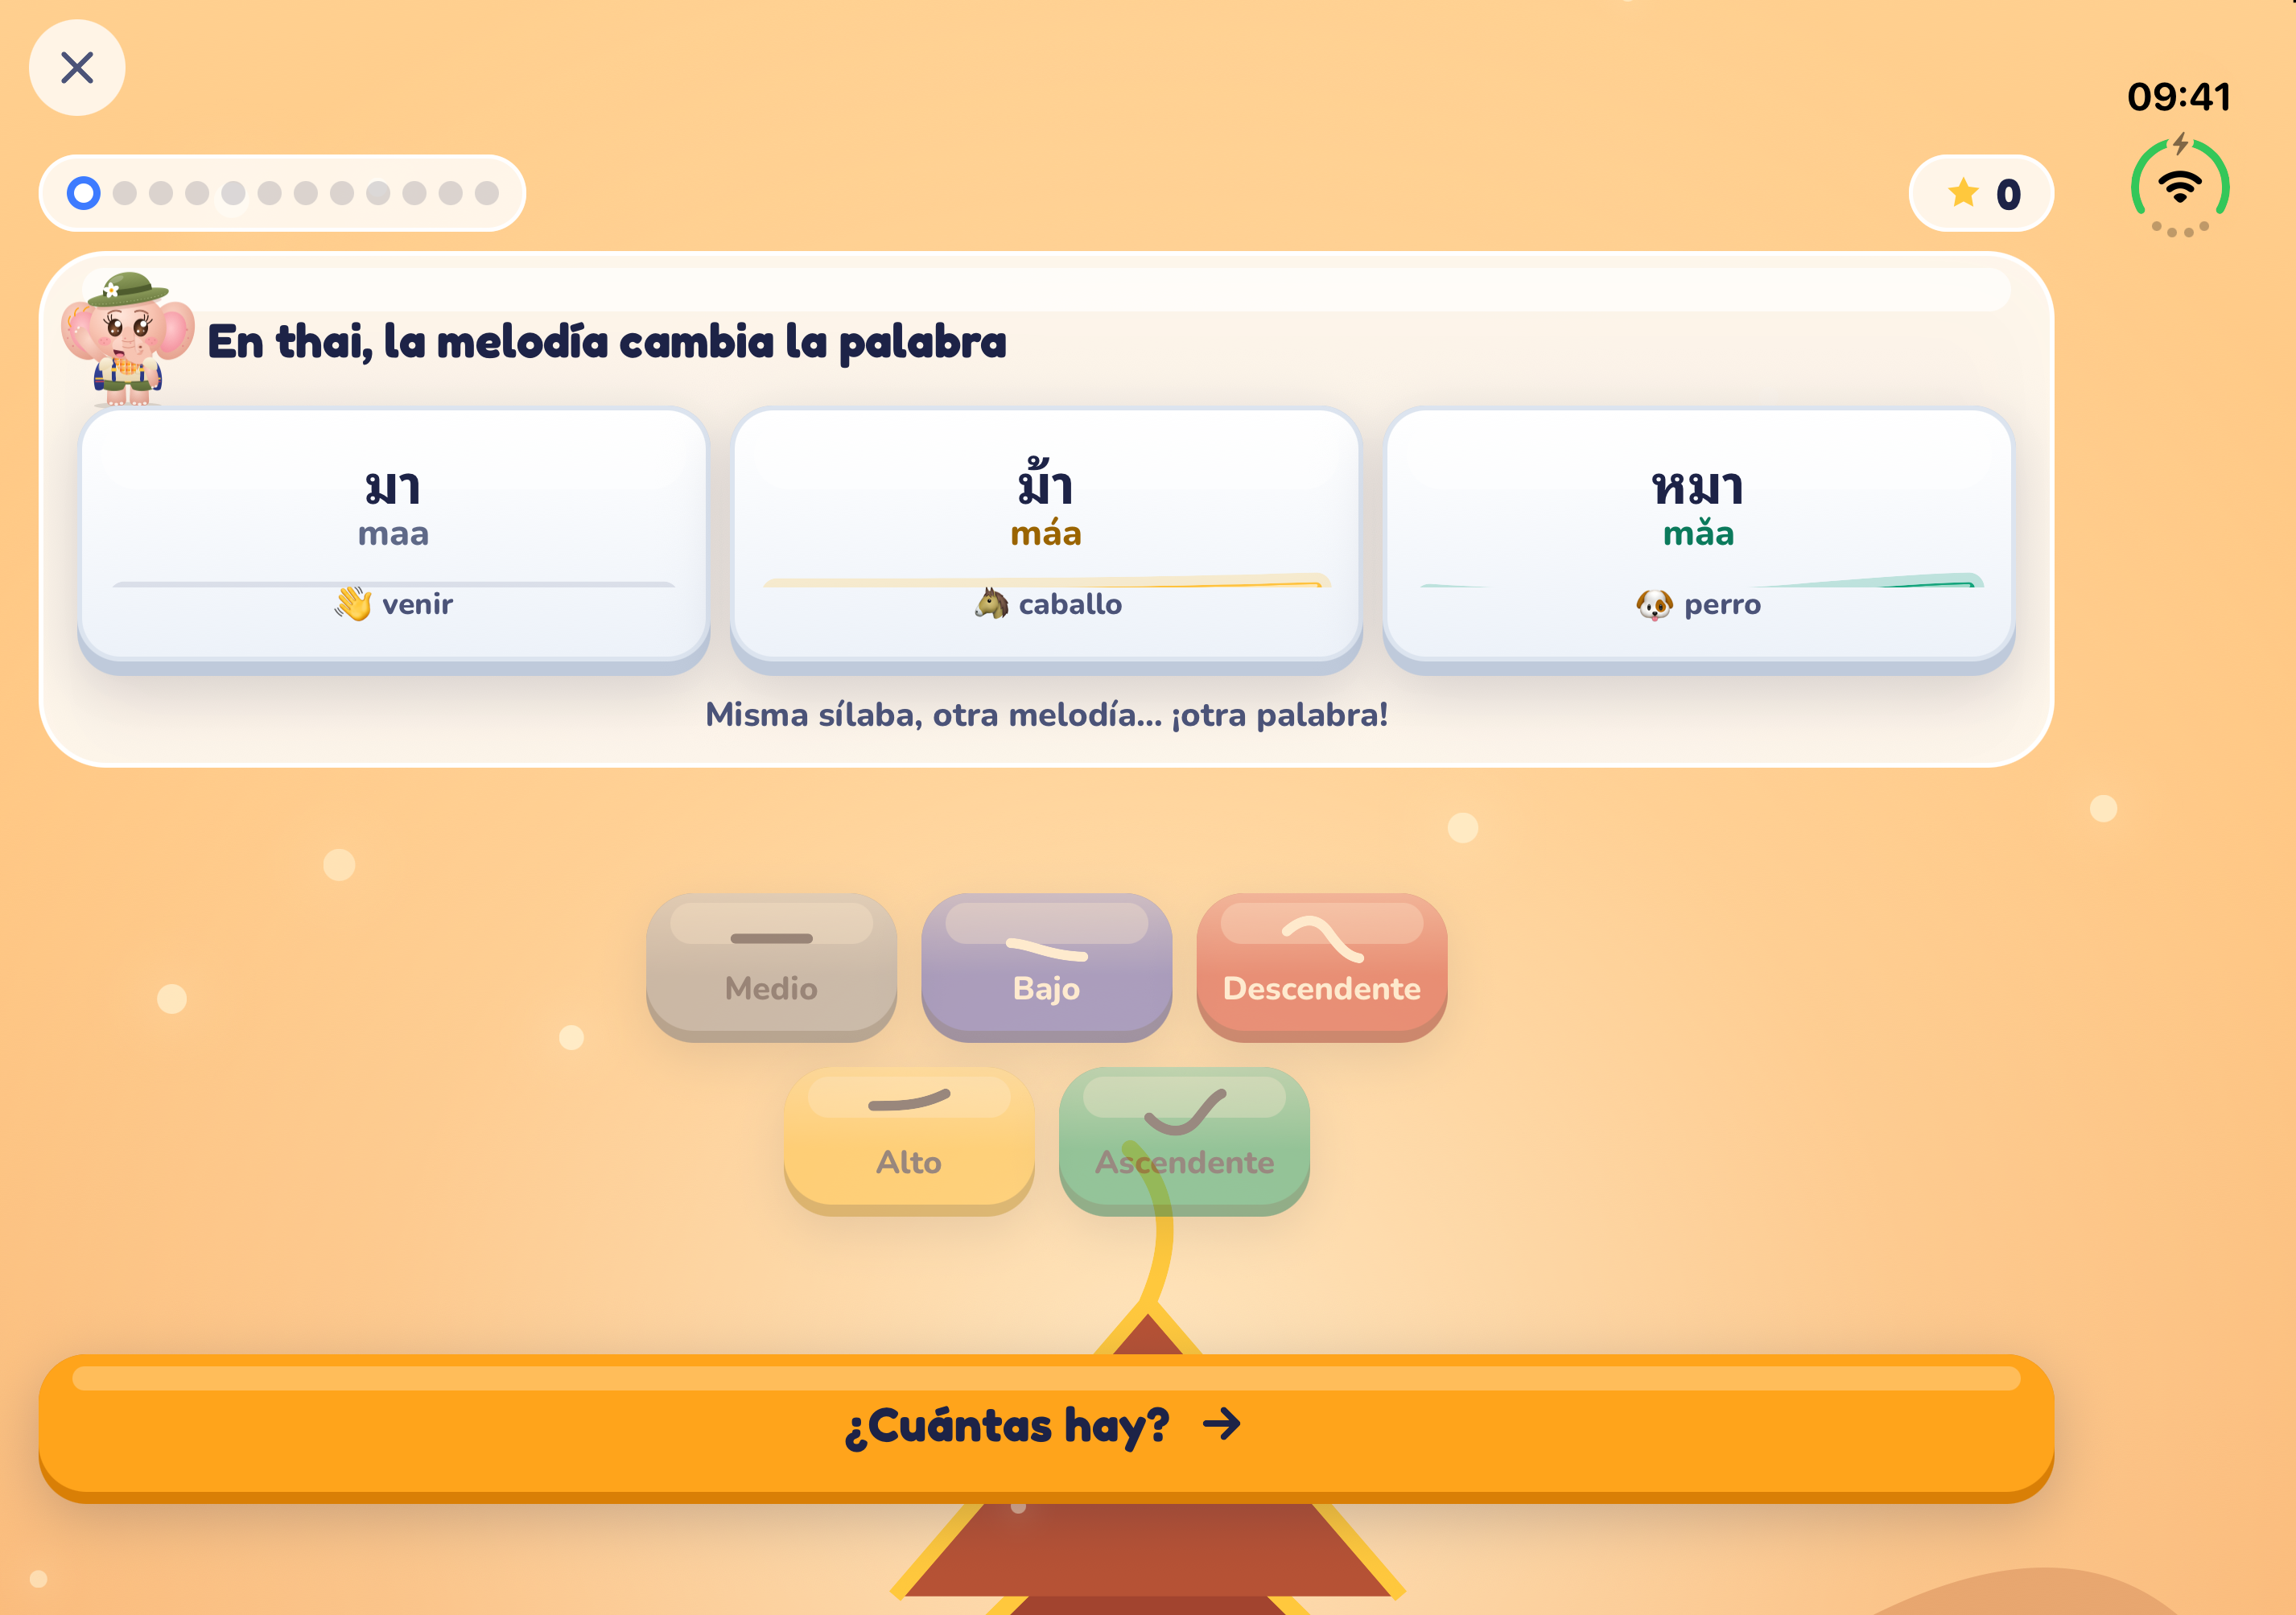 09:41
0
En thai, la melodía cambia la palabra
มา
maa
venir
ม้า
máa
caballo
หมา
mǎa
perro
Misma sílaba, otra melodía... ¡otra palabra!
Medio
Bajo
Descendente
Alto
Ascendente
¿Cuántas hay? →